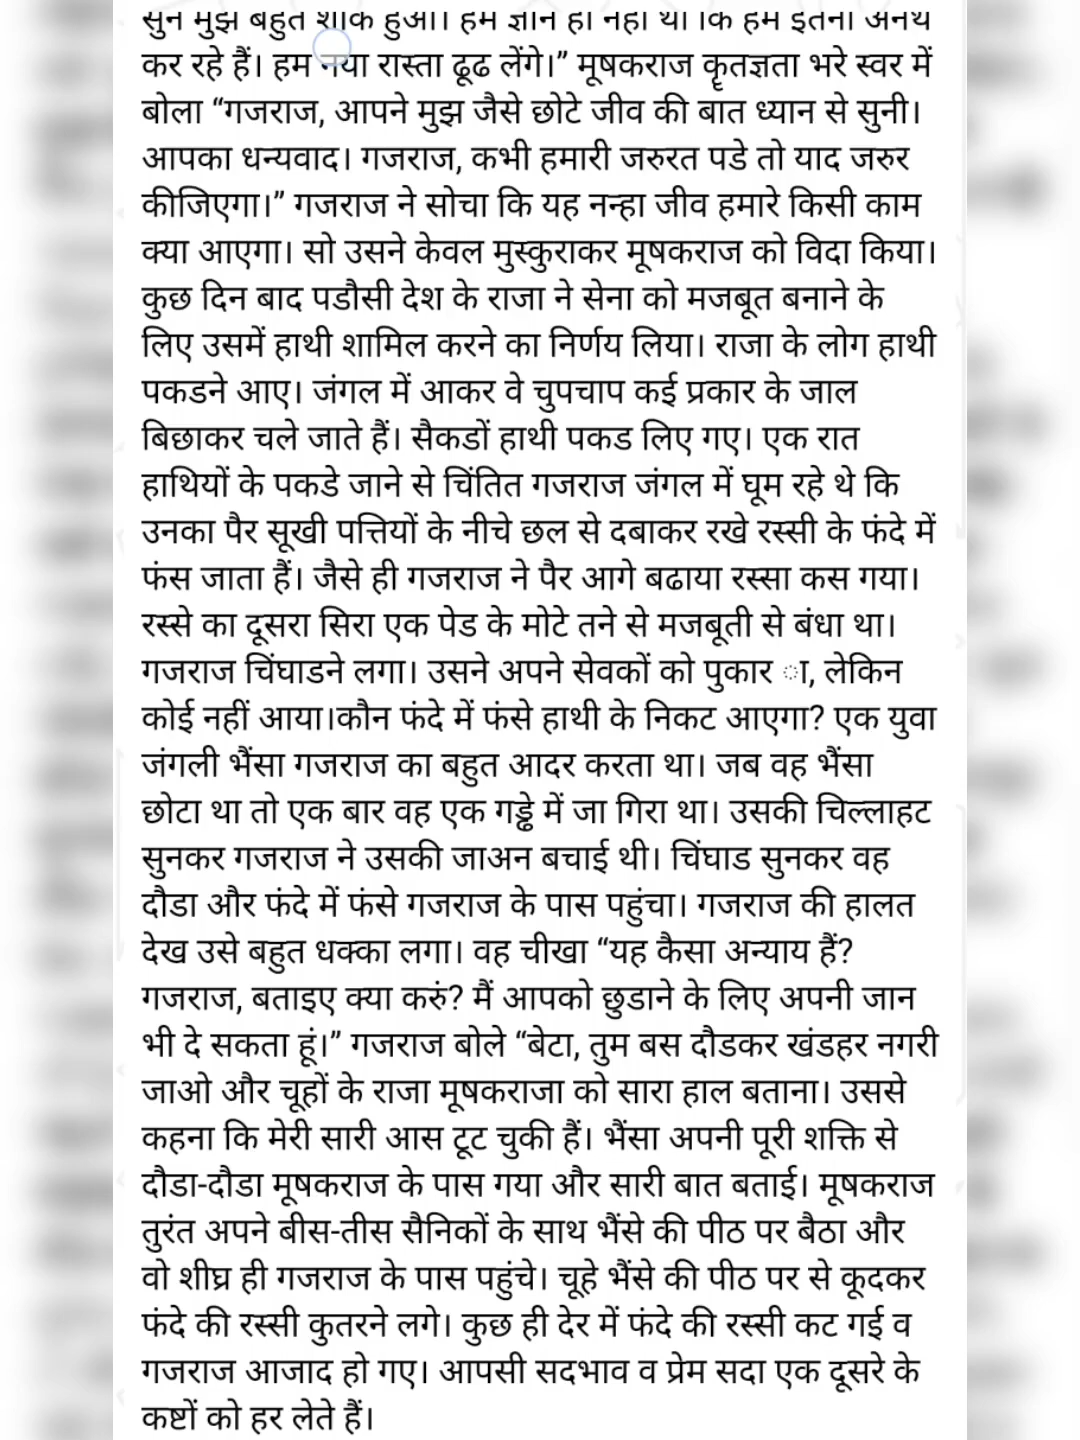 सुन मुझे बहुत शोक हुआ। हमें ज्ञान ही नहीं था कि हम इतना अनर्थ
कर रहे हैं। हम नया रास्ता ढूढ लेंगे।” मूषकराज कृतज्ञता भरे स्वर में
बोला “गजराज, आपने मुझ जैसे छोटे जीव की बात ध्यान से सुनी।
आपका धन्यवाद। गजराज, कभी हमारी जरुरत पडे तो याद जरुर
कीजिएगा।” गजराज ने सोचा कि यह नन्हा जीव हमारे किसी काम
क्या आएगा। सो उसने केवल मुस्कुराकर मूषकराज को विदा किया।
कुछ दिन बाद पडौसी देश के राजा ने सेना को मजबूत बनाने के
लिए उसमें हाथी शामिल करने का निर्णय लिया। राजा के लोग हाथी
पकडने आए। जंगल में आकर वे चुपचाप कई प्रकार के जाल
बिछाकर चले जाते हैं। सैकडों हाथी पकड लिए गए। एक रात
हाथियों के पकडे जाने से चिंतित गजराज जंगल में घूम रहे थे कि
उनका पैर सूखी पत्तियों के नीचे छल से दबाकर रखे रस्सी के फंदे में
फंस जाता हैं। जैसे ही गजराज ने पैर आगे बढाया रस्सा कस गया।
रस्से का दूसरा सिरा एक पेड के मोटे तने से मजबूती से बंधा था।
गजराज चिंघाडने लगा। उसने अपने सेवकों को पुकार ा, लेकिन
कोई नहीं आया।कौन फंदे में फंसे हाथी के निकट आएगा? एक युवा
जंगली भैंसा गजराज का बहुत आदर करता था। जब वह भैंसा
छोटा था तो एक बार वह एक गड्ढे में जा गिरा था। उसकी चिल्लाहट
सुनकर गजराज ने उसकी जाअन बचाई थी। चिंघाड सुनकर वह
दौडा और फंदे में फंसे गजराज के पास पहुंचा। गजराज की हालत
देख उसे बहुत धक्का लगा। वह चीखा “यह कैसा अन्याय हैं?
गजराज, बताइए क्या करुं? मैं आपको छुडाने के लिए अपनी जान
भी दे सकता हूं।” गजराज बोले “बेटा, तुम बस दौडकर खंडहर नगरी
जाओ और चूहों के राजा मूषकराजा को सारा हाल बताना। उससे
कहना कि मेरी सारी आस टूट चुकी हैं। भैंसा अपनी पूरी शक्ति से
दौडा-दौडा मूषकराज के पास गया और सारी बात बताई। मूषकराज
तुरंत अपने बीस-तीस सैनिकों के साथ भैंसे की पीठ पर बैठा और
वो शीघ्र ही गजराज के पास पहुंचे। चूहे भैंसे की पीठ पर से कूदकर
फंदे की रस्सी कुतरने लगे। कुछ ही देर में फंदे की रस्सी कट गई व
गजराज आजाद हो गए। आपसी सदभाव व प्रेम सदा एक दूसरे के
कष्टों को हर लेते हैं।